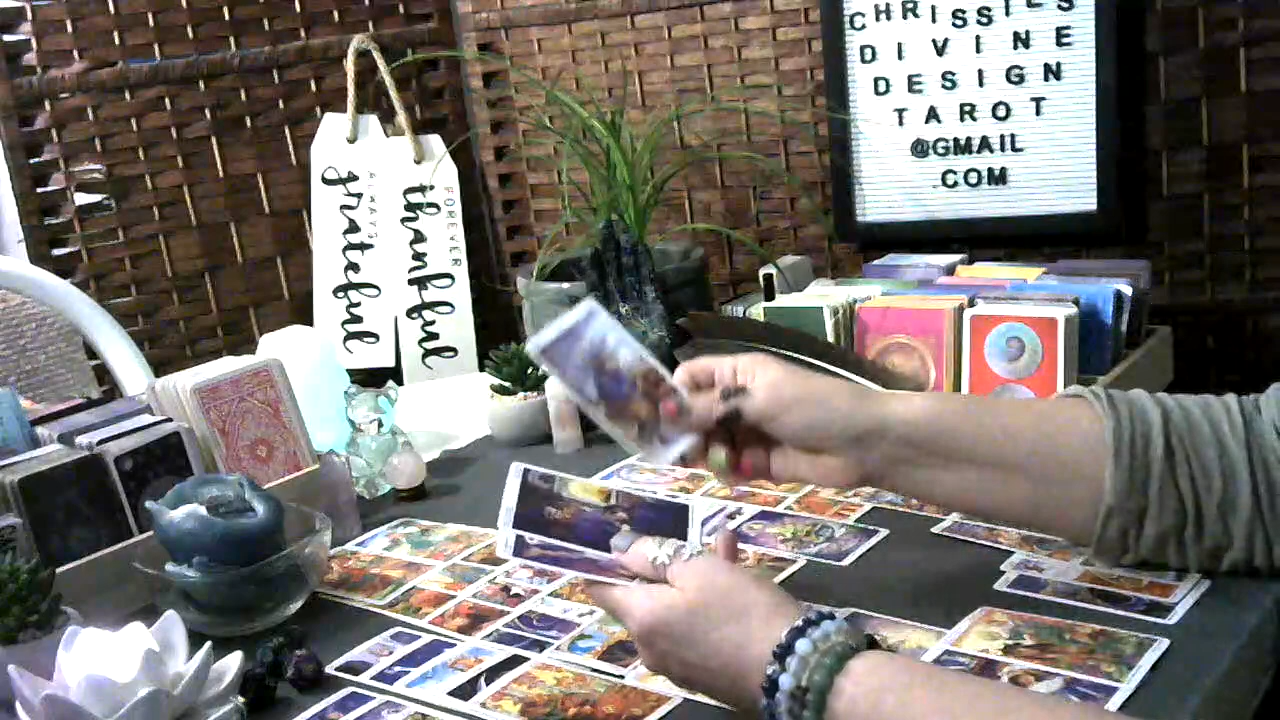 ALWAYS
grateful
FOREVER
thankful
CHRISSIES
DIVINE
DESIGN
TAROT
@GMAIL
.COM